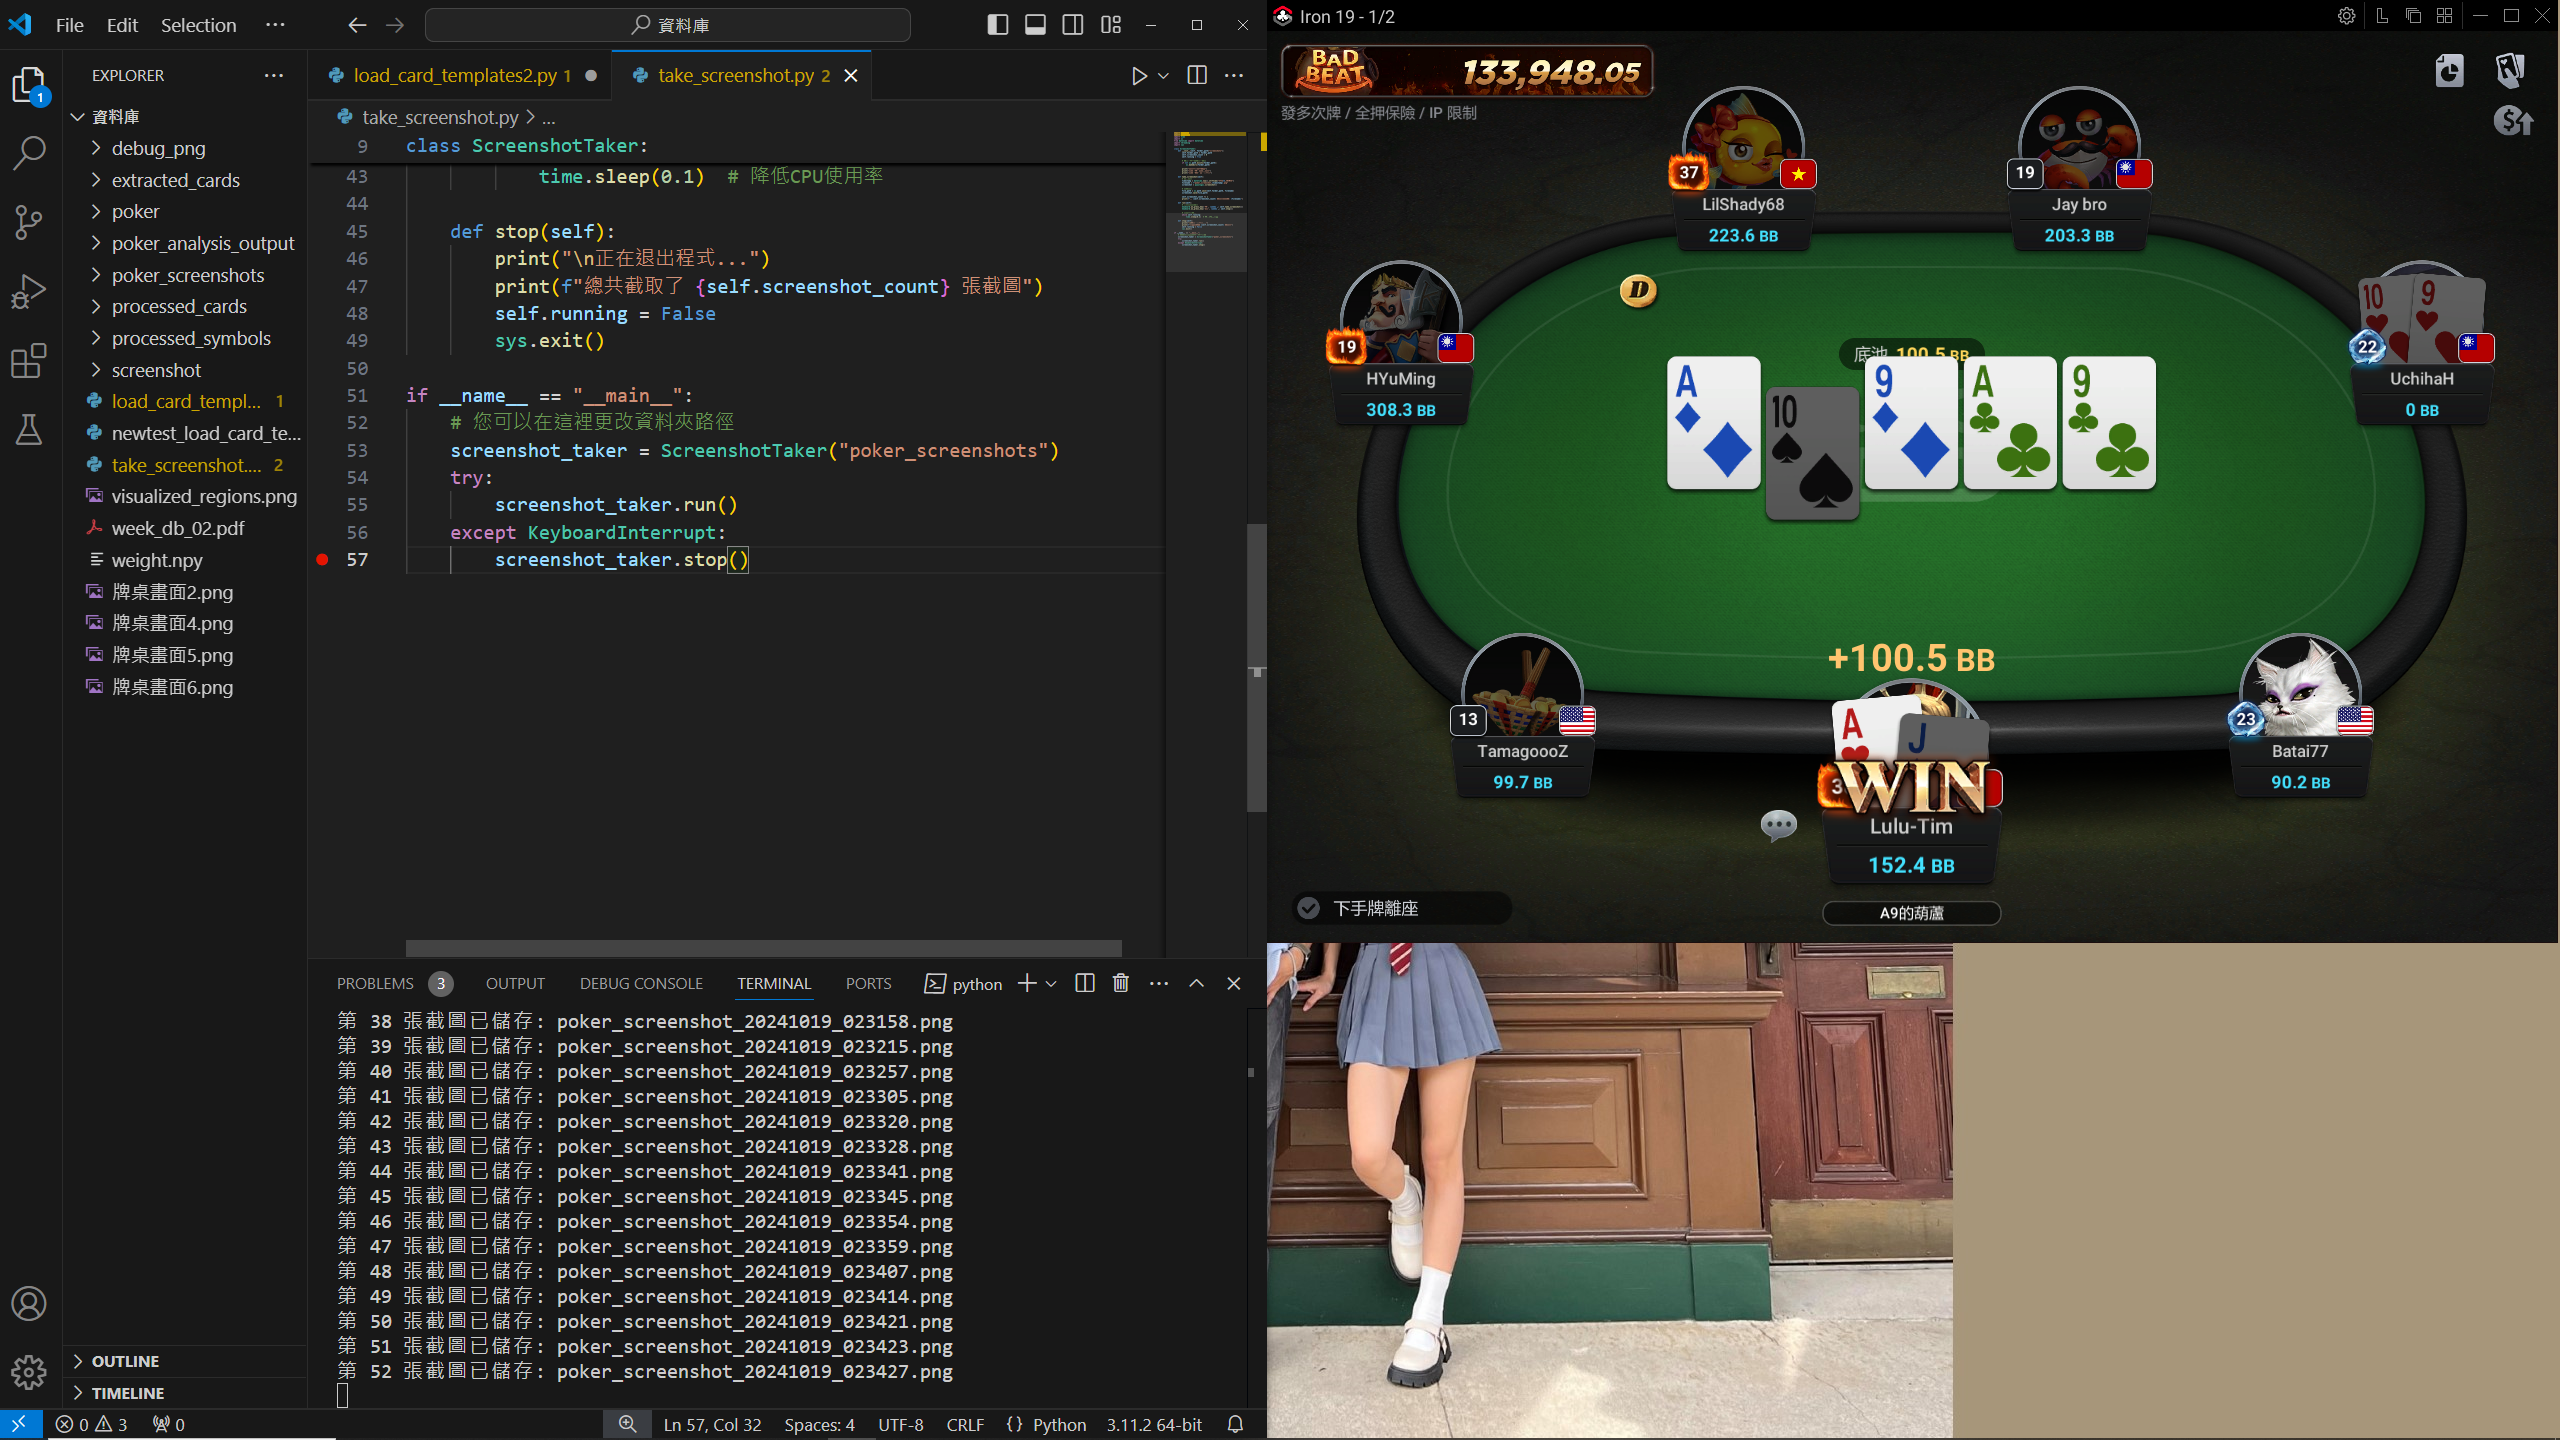 File Edit Selection ···
資料庫
EXPLORER ···
資料庫
debug_png
extracted_cards
poker
poker_analysis_output
poker_screenshots
processed_cards
processed_symbols
screenshot
load_card_templ... 1
newtest_load_card_te...
take_screenshot.... 2
visualized_regions.png
week_db_02.pdf
weight.npy
牌桌畫面2.png
牌桌畫面4.png
牌桌畫面5.png
牌桌畫面6.png
OUTLINE
TIMELINE
1
load_card_templates2.py 1
take_screenshot.py 2
take_screenshot.py > ...
9 class ScreenshotTaker:
43 time.sleep(0.1) # 降低CPU使用率
44
45 def stop(self):
46 print("\n正在退出程式...")
47 print(f"總共截取了 {self.screenshot_count} 張截圖")
48 self.running = False
49 sys.exit()
50
51 if __name__ == "__main__":
52 # 您可以在這裡更改資料夾路徑
53 screenshot_taker = ScreenshotTaker("poker_screenshots")
54 try:
55 screenshot_taker.run()
56 except KeyboardInterrupt:
57 screenshot_taker.stop()
PROBLEMS 3 OUTPUT DEBUG CONSOLE TERMINAL PORTS python
第 38 張截圖已儲存: poker_screenshot_20241019_023158.png
第 39 張截圖已儲存: poker_screenshot_20241019_023215.png
第 40 張截圖已儲存: poker_screenshot_20241019_023257.png
第 41 張截圖已儲存: poker_screenshot_20241019_023305.png
第 42 張截圖已儲存: poker_screenshot_20241019_023320.png
第 43 張截圖已儲存: poker_screenshot_20241019_023328.png
第 44 張截圖已儲存: poker_screenshot_20241019_023341.png
第 45 張截圖已儲存: poker_screenshot_20241019_023345.png
第 46 張截圖已儲存: poker_screenshot_20241019_023354.png
第 47 張截圖已儲存: poker_screenshot_20241019_023359.png
第 48 張截圖已儲存: poker_screenshot_20241019_023407.png
第 49 張截圖已儲存: poker_screenshot_20241019_023414.png
第 50 張截圖已儲存: poker_screenshot_20241019_023421.png
第 51 張截圖已儲存: poker_screenshot_20241019_023423.png
第 52 張截圖已儲存: poker_screenshot_20241019_023427.png
0 3 0
Ln 57, Col 32 Spaces: 4 UTF-8 CRLF {} Python 3.11.2 64-bit
Iron 19 - 1/2
BAD BEAT 133,948.05
發多次牌 / 全押保險 / IP 限制
37
LilShady68
223.6 BB
19
Jay bro
203.3 BB
19
HYuMing
308.3 BB
D
10 9
22
UchihaH
0 BB
底池 100.5 BB
A 10 9 A 9
+100.5 BB
13
TamagoooZ
99.7 BB
A J
WIN
Lulu-Tim
152.4 BB
23
Batai77
90.2 BB
下手牌離座
A9的葫蘆